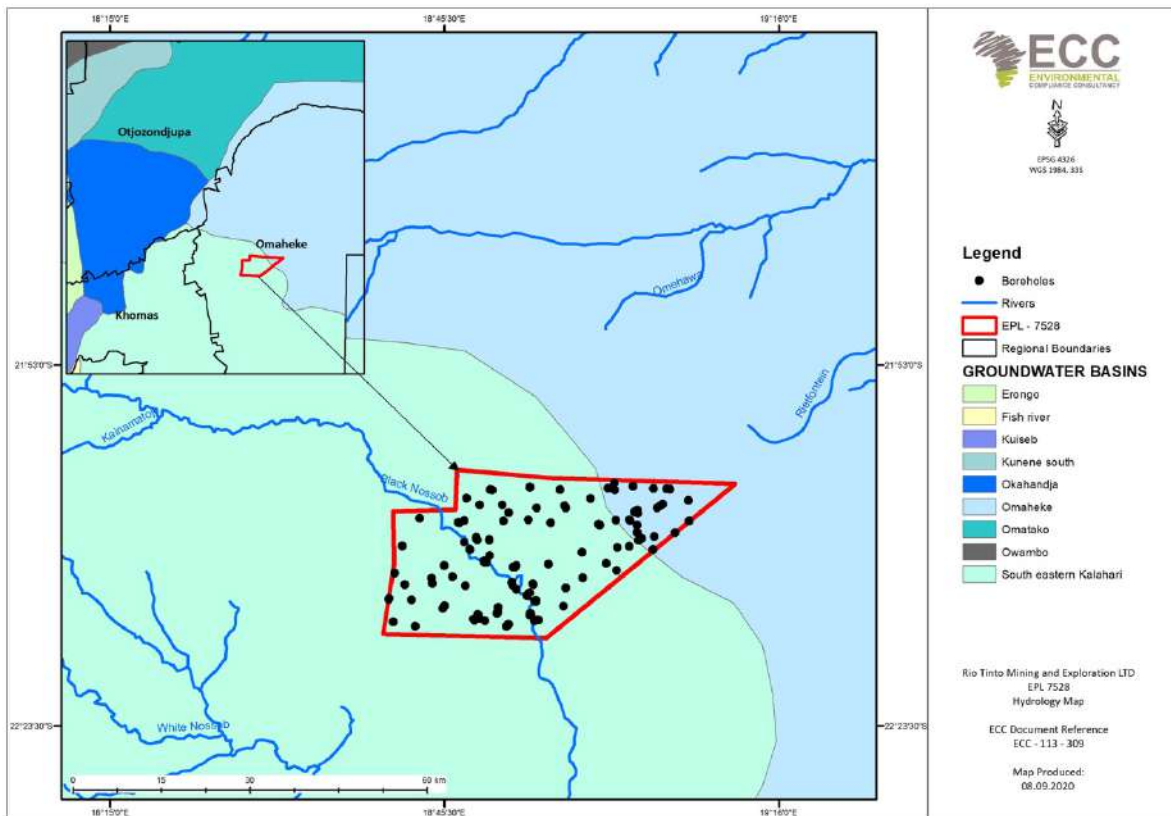 18°15'0"E
18°45'30"E
19°16'0"E
21°53'0"S
21°53'0"S
22°23'30"S
22°23'30"S
18°15'0"E
18°45'30"E
19°16'0"E
Otjozondjupa
Omaheke
Khomas
Omehawa
Rietfontein
Black Nossob
White Nossob
0
15
30
60 km
ECC
ENVIRONMENTAL
COMPLIANCE CONSULTANCY
N
EPSG 4326
WGS 1984, 33S
Legend
Boreholes
Rivers
EPL - 7528
Regional Boundaries
GROUNDWATER BASINS
Erongo
Fish river
Kuiseb
Kunene south
Okahandja
Omaheke
Omatako
Owambo
South eastern Kalahari
Rio Tinto Mining and Exploration LTD
EPL 7528
Hydrology Map
ECC Document Reference
ECC - 113 - 309
Map Produced:
08.09.2020